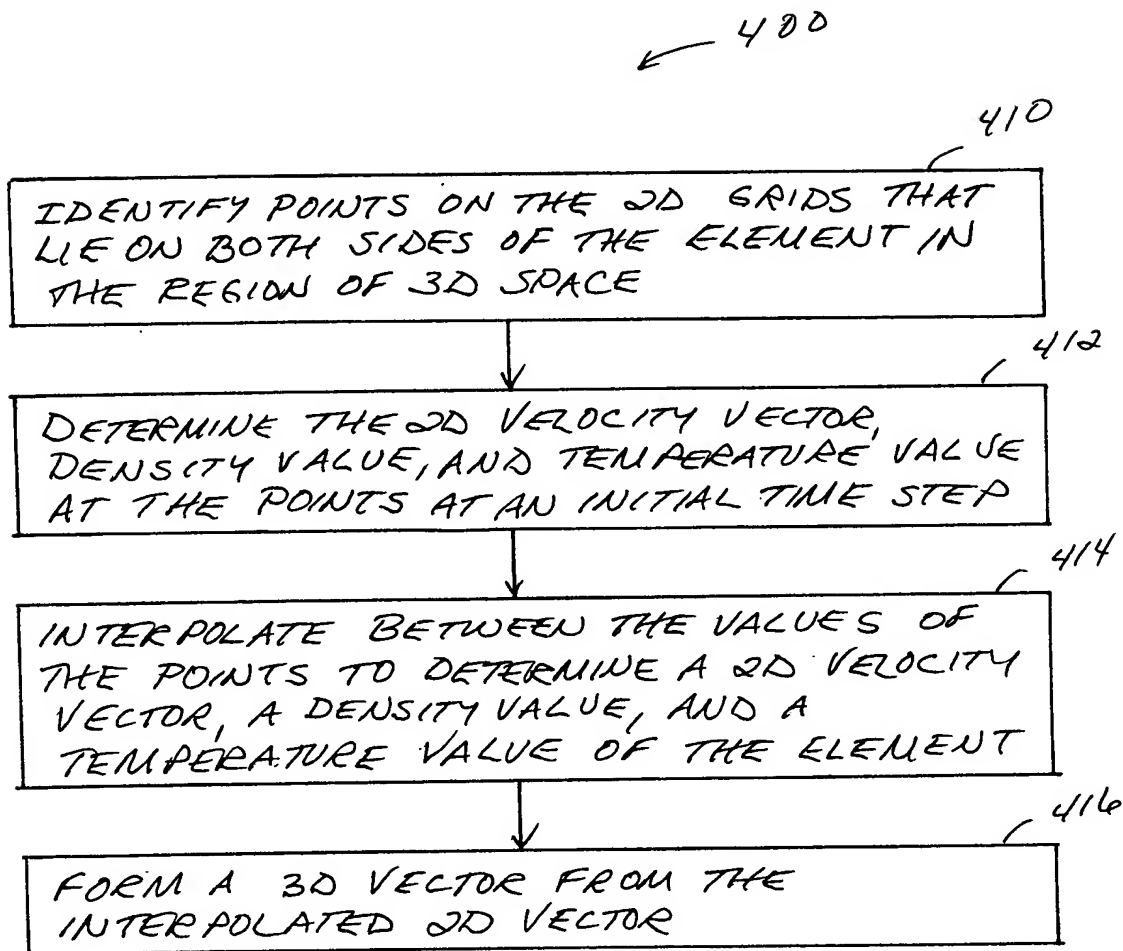 400
410
IDENTIFY POINTS ON THE 2D GRIDS THAT
LIE ON BOTH SIDES OF THE ELEMENT IN
THE REGION OF 3D SPACE
412
DETERMINE THE 2D VELOCITY VECTOR,
DENSITY VALUE, AND TEMPERATURE VALUE
AT THE POINTS AT AN INITIAL TIME STEP
414
INTERPOLATE BETWEEN THE VALUES OF
THE POINTS TO DETERMINE A 2D VELOCITY
VECTOR, A DENSITY VALUE, AND A
TEMPERATURE VALUE OF THE ELEMENT
416
FORM A 3D VECTOR FROM THE
INTERPOLATED 2D VECTOR